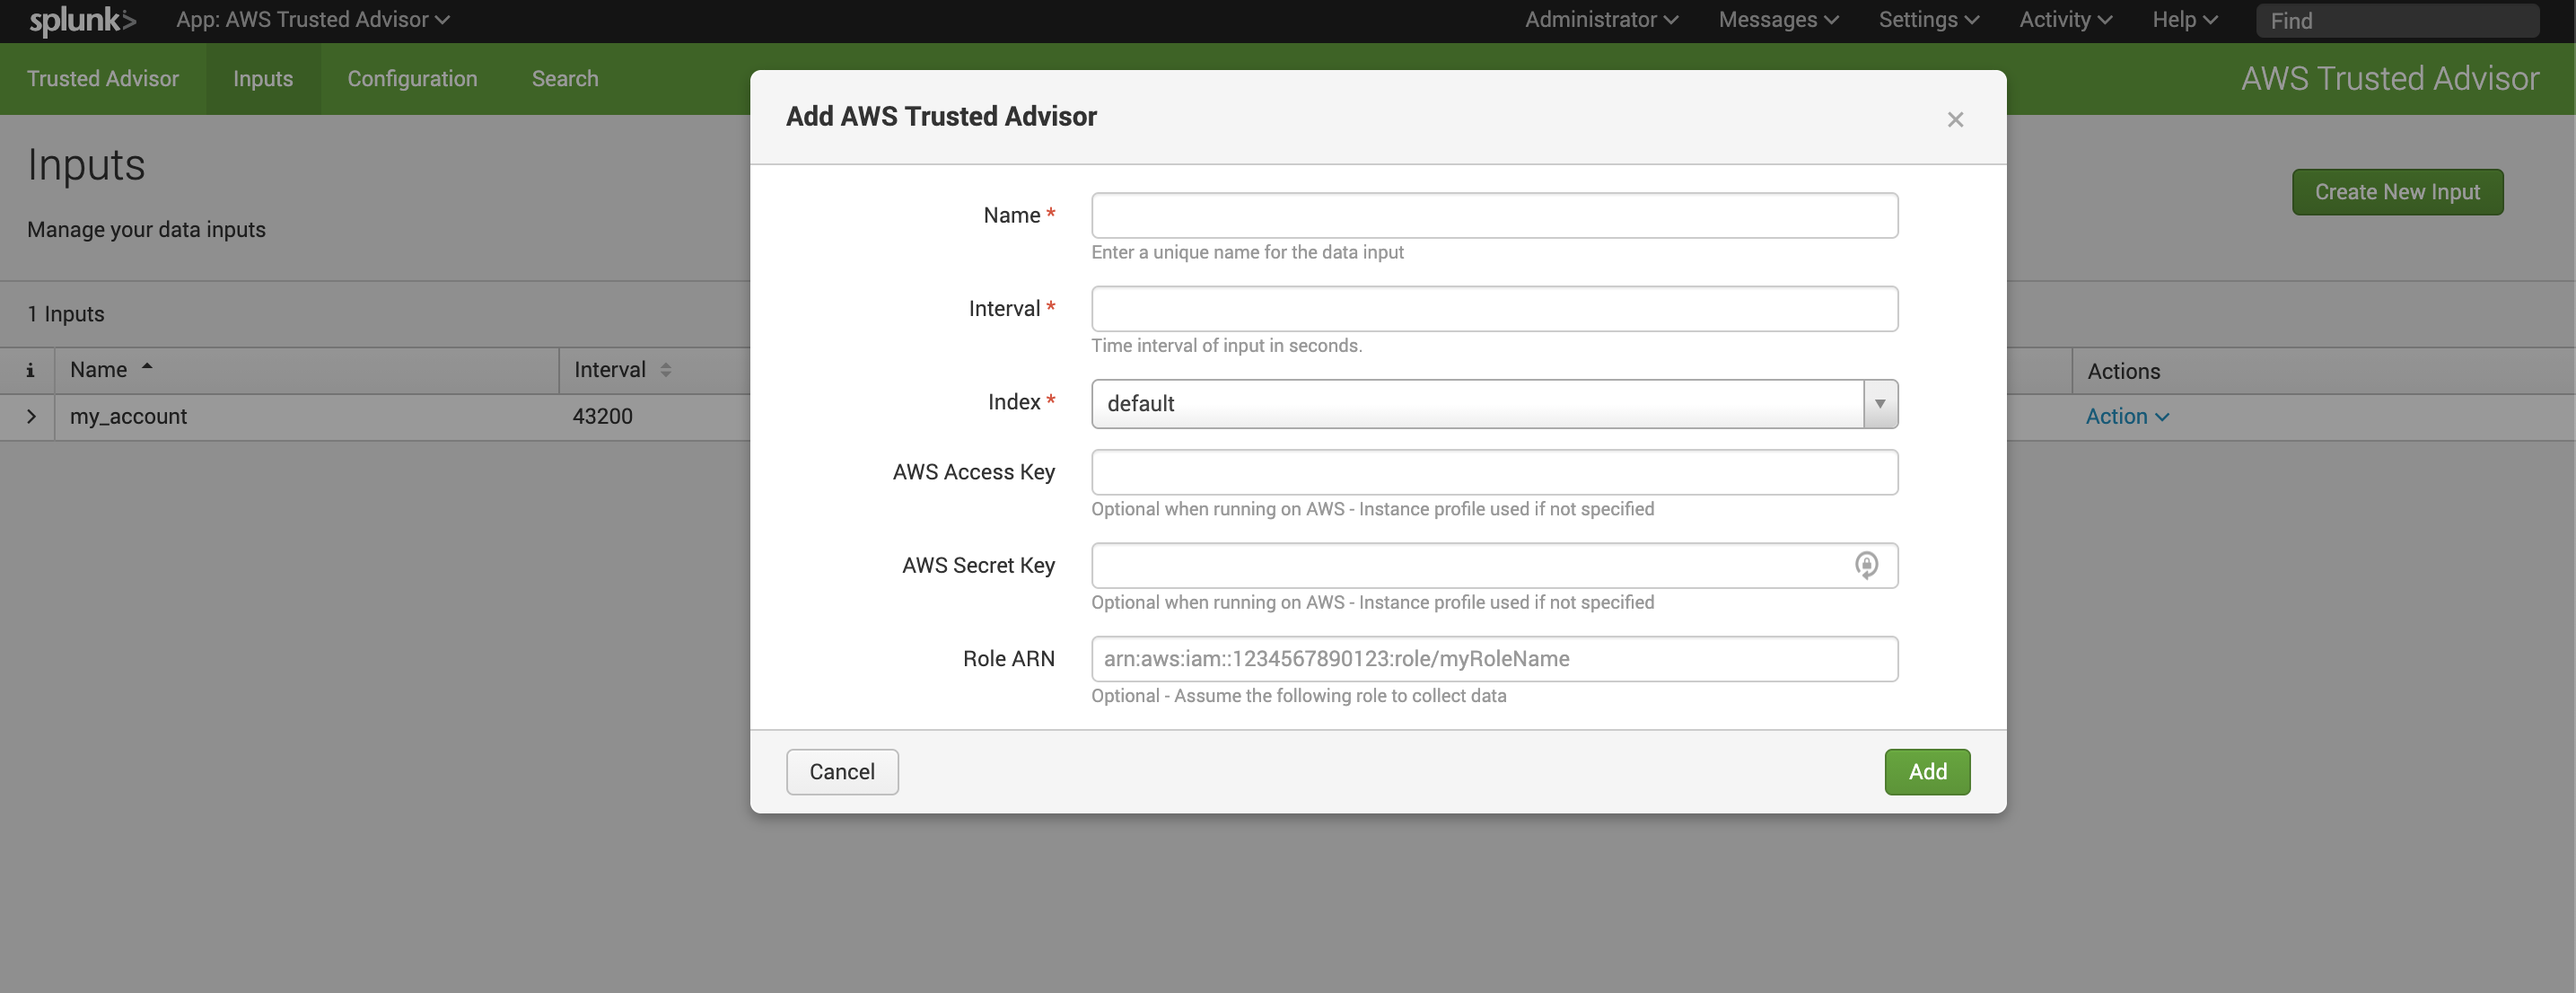 splunk> App: AWS Trusted Advisor Administrator Messages Settings Activity Help Find
Trusted Advisor Inputs Configuration Search AWS Trusted Advisor
Inputs
Manage your data inputs
Create New Input
1 Inputs
i Name Interval Actions
my_account 43200 Action
Add AWS Trusted Advisor ×
Name *
Enter a unique name for the data input
Interval *
Time interval of input in seconds.
Index * default
AWS Access Key
Optional when running on AWS - Instance profile used if not specified
AWS Secret Key
Optional when running on AWS - Instance profile used if not specified
Role ARN arn:aws:iam::1234567890123:role/myRoleName
Optional - Assume the following role to collect data
Cancel Add